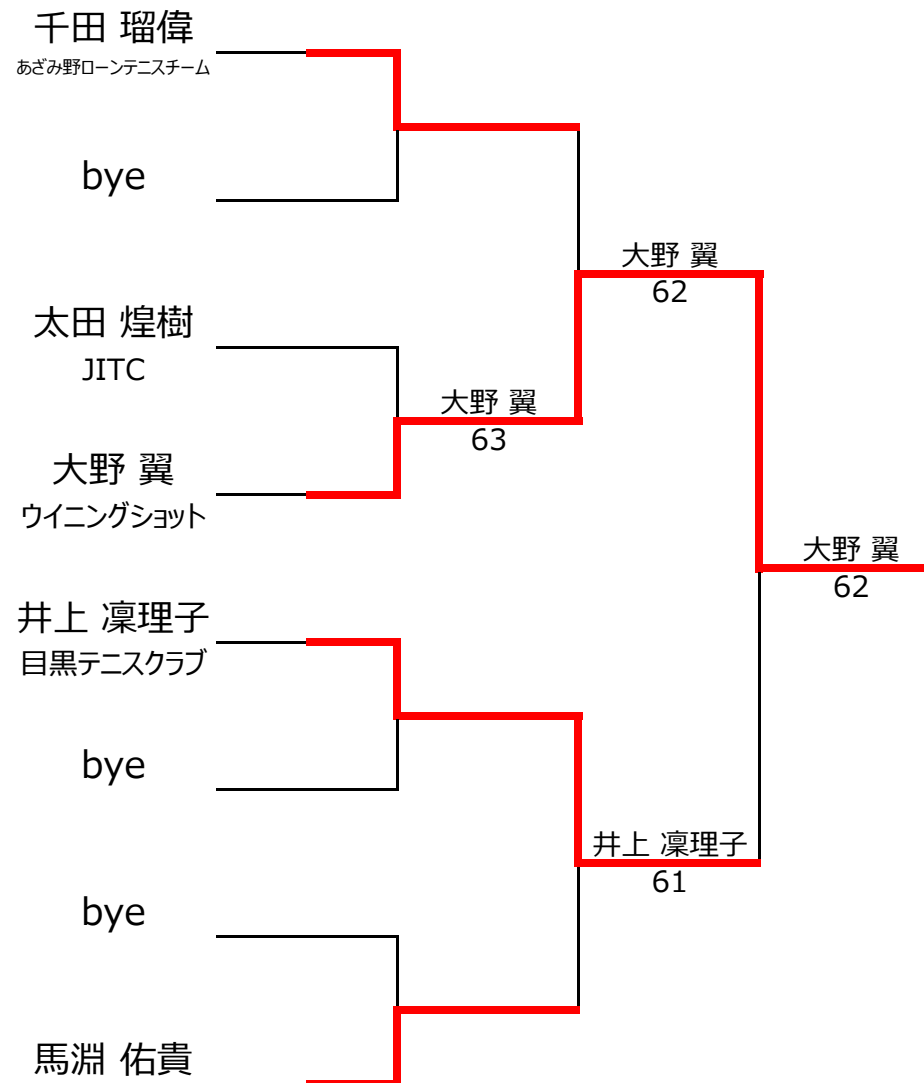 千田 瑠偉
あざみ野ローンテニスチーム
bye
大野 翼
62
太田 煌樹
JITC
大野 翼
63
大野 翼
ウイニングショット
大野 翼
62
井上 凜理子
目黒テニスクラブ
bye
井上 凜理子
61
bye
馬淵 佑貴